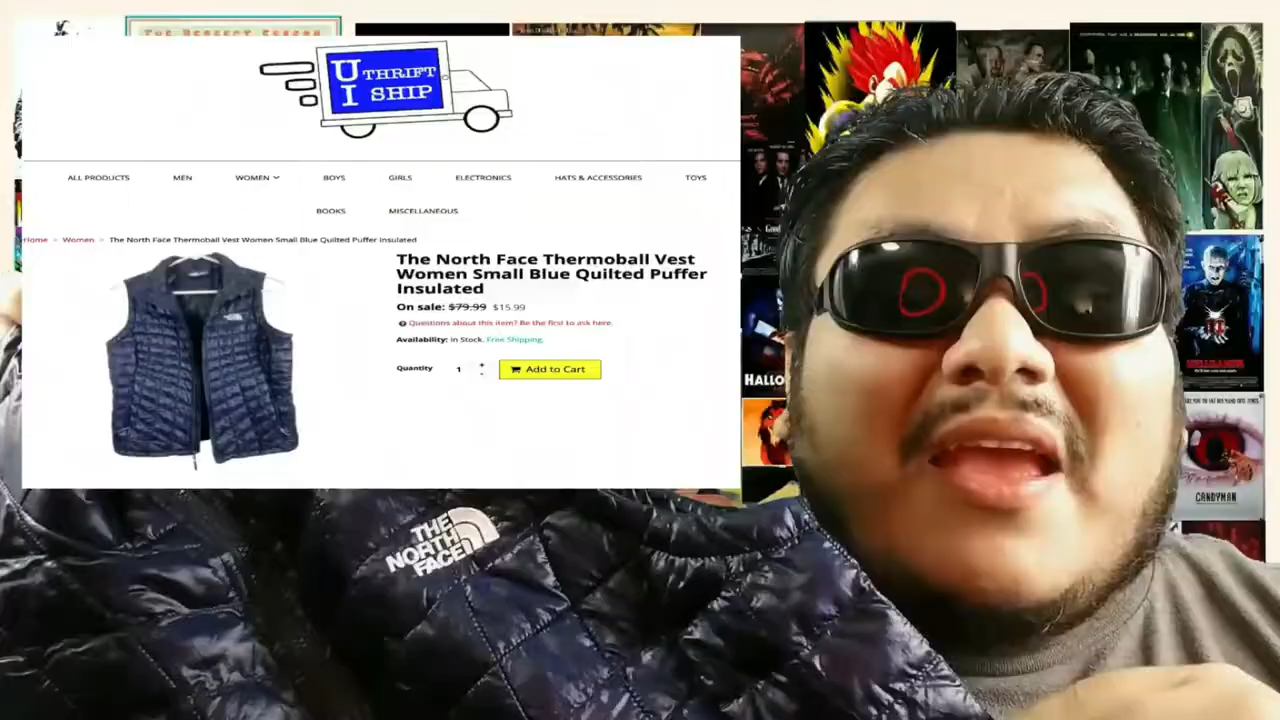 THE PERFECT
U THRIFT
I SHIP
ALL PRODUCTS MEN WOMEN BOYS GIRLS ELECTRONICS HATS & ACCESSORIES TOYS
BOOKS MISCELLANEOUS
Home > Women > The North Face Thermoball Vest Women Small Blue Quilted Puffer Insulated
The North Face Thermoball Vest
Women Small Blue Quilted Puffer
Insulated
On sale: $79.99 $15.99
Questions about this item? Be the first to ask here.
Availability: In Stock. Free Shipping.
Quantity 1 + - Add to Cart
THE
NORTH
FACE
HALLO
CANDYMAN